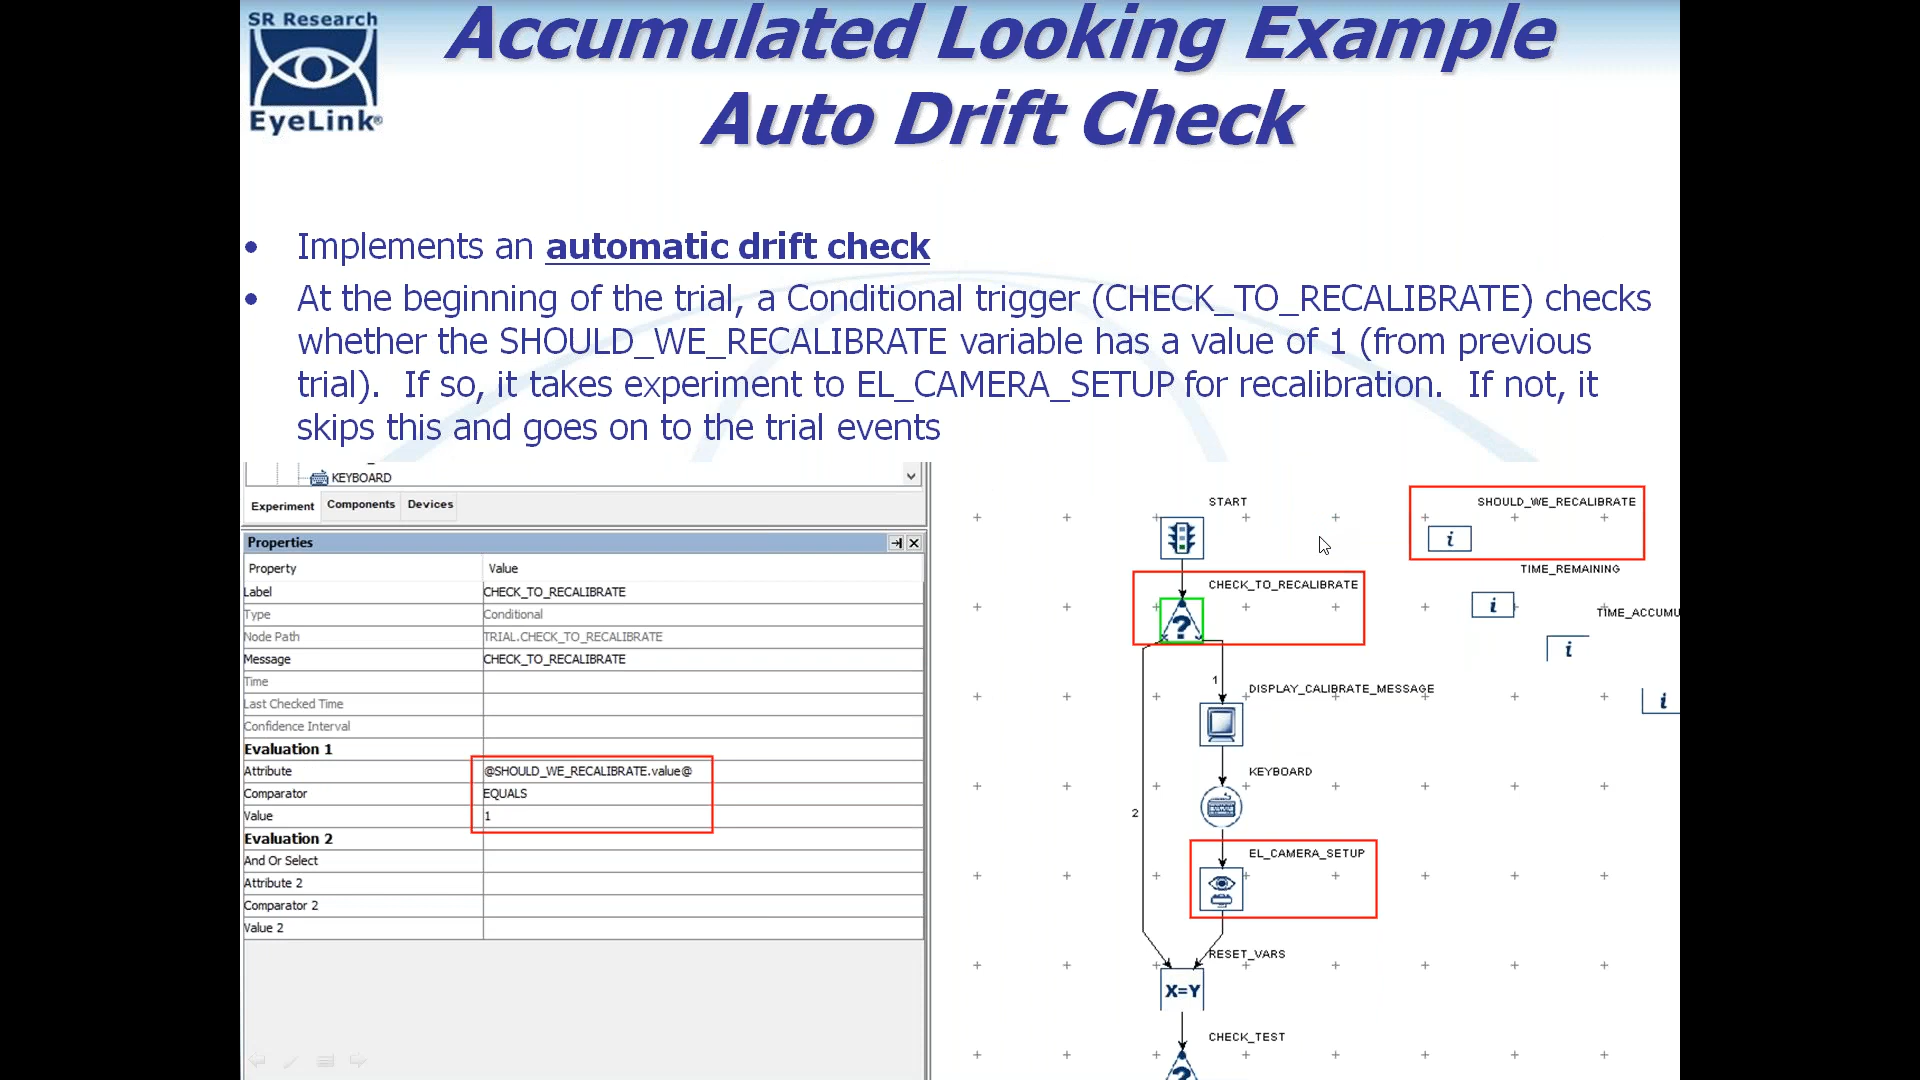 SR Research
EyeLink®
Accumulated Looking Example
Auto Drift Check
• Implements an automatic drift check
• At the beginning of the trial, a Conditional trigger (CHECK_TO_RECALIBRATE) checks
whether the SHOULD_WE_RECALIBRATE variable has a value of 1 (from previous
trial).  If so, it takes experiment to EL_CAMERA_SETUP for recalibration.  If not, it
skips this and goes on to the trial events
KEYBOARD
Experiment Components Devices
Properties
Property Value
Label CHECK_TO_RECALIBRATE
Type Conditional
Node Path TRIAL.CHECK_TO_RECALIBRATE
Message CHECK_TO_RECALIBRATE
Time
Last Checked Time
Confidence Interval
Evaluation 1
Attribute @SHOULD_WE_RECALIBRATE.value@
Comparator EQUALS
Value 1
Evaluation 2
And Or Select
Attribute 2
Comparator 2
Value 2
START
SHOULD_WE_RECALIBRATE
i
TIME_REMAINING
i
TIME_ACCUMU
i
i
CHECK_TO_RECALIBRATE
?
1
DISPLAY_CALIBRATE_MESSAGE
KEYBOARD
2
EL_CAMERA_SETUP
RESET_VARS
X=Y
CHECK_TEST
?